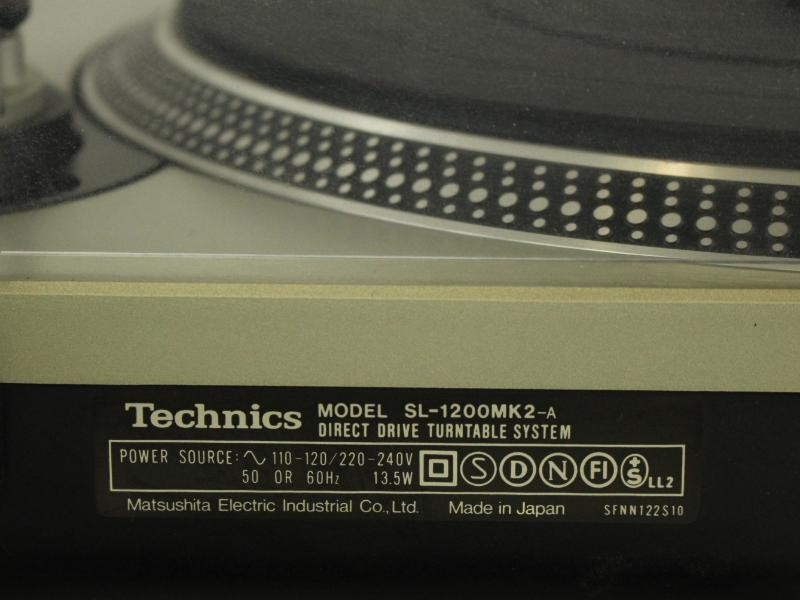 Technics MODEL SL-1200MK2-A
DIRECT DRIVE TURNTABLE SYSTEM
POWER SOURCE: ∿ 110-120/220-240V
50 OR 60Hz 13.5W
S D N FI +S LL2
Matsushita Electric Industrial Co., Ltd. Made in Japan SFNN122S10